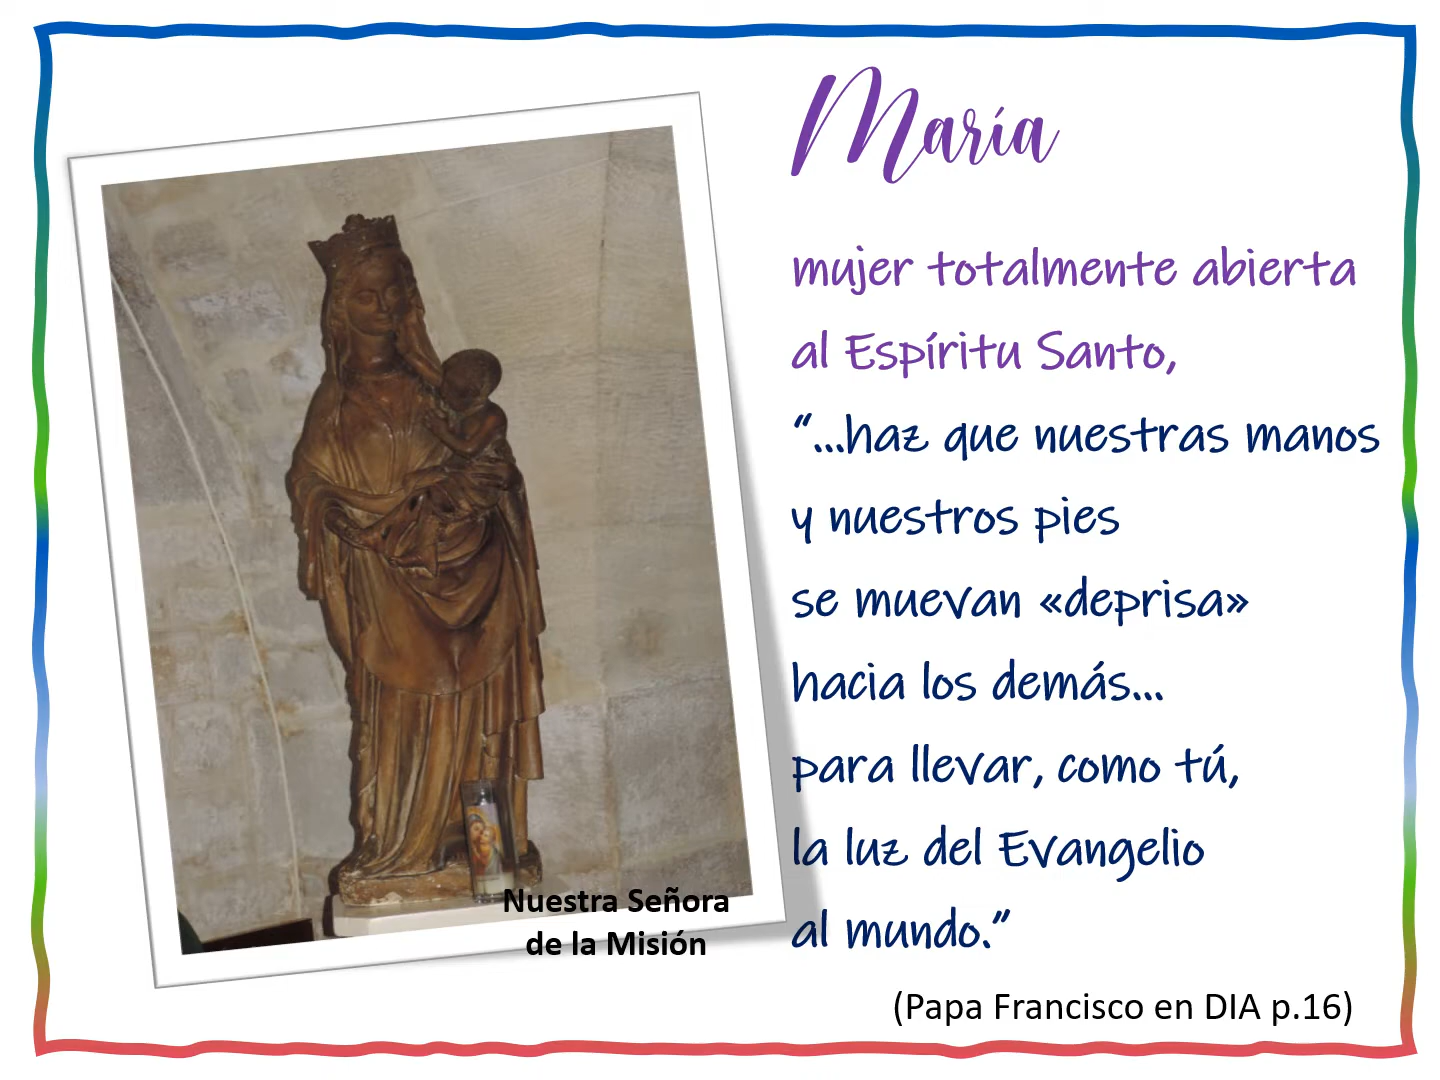 María
mujer totalmente abierta
al Espíritu Santo,
“...haz que nuestras manos
y nuestros pies
se muevan «deprisa»
hacia los demás...
para llevar, como tú,
la luz del Evangelio
al mundo.”
(Papa Francisco en DIA p.16)
Nuestra Señora
de la Misión